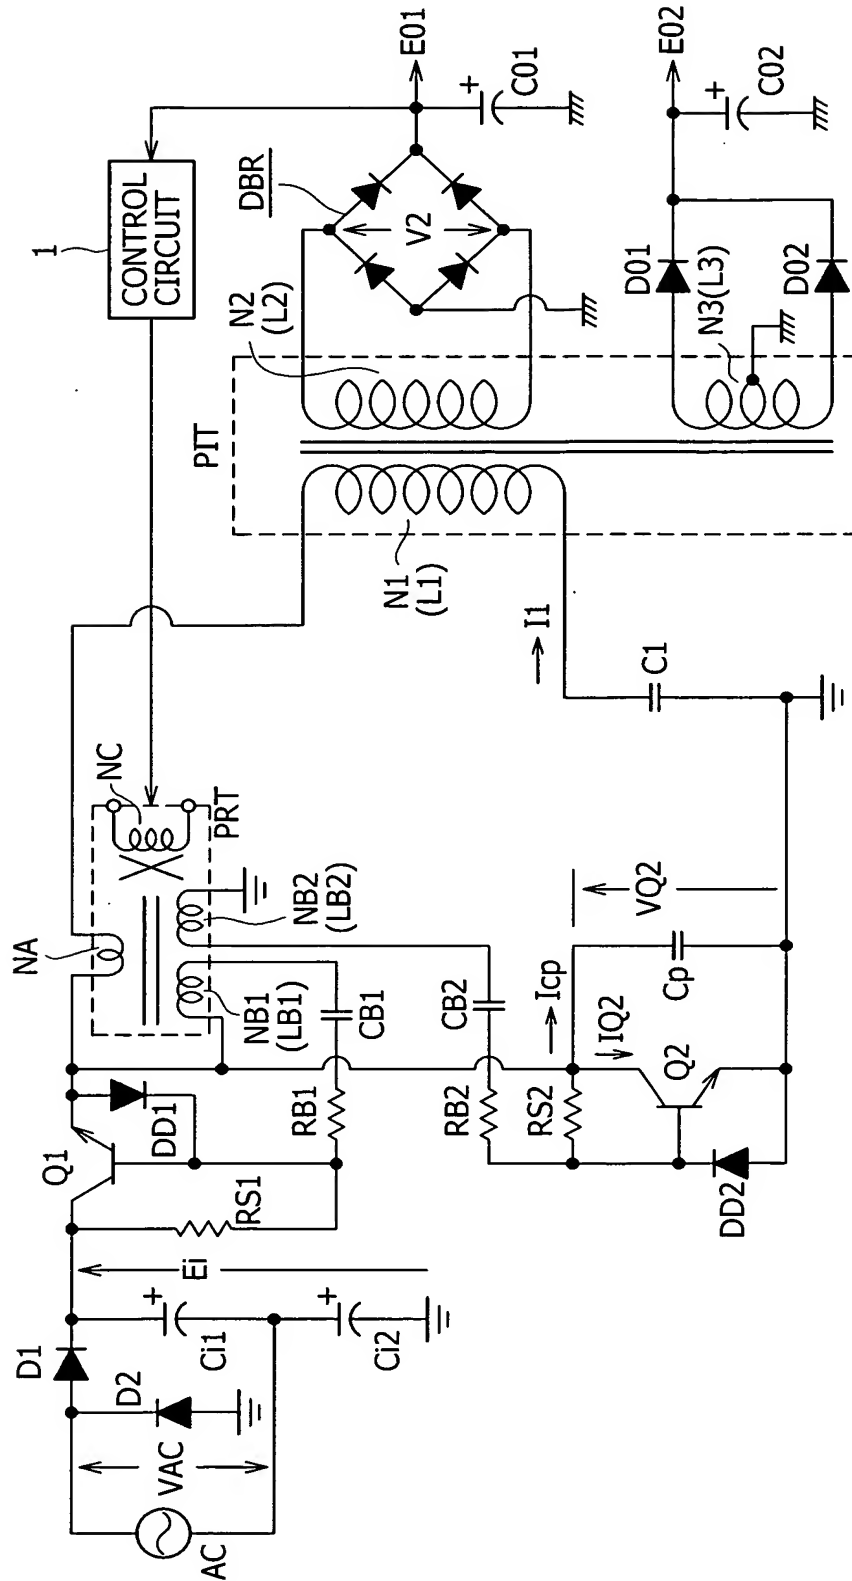 AC
VAC
D1
D2
Ci1
Ci2
Ei
Q1
RS1
DD1
RB1
CB1
NA
NB1
(LB1)
NB2
(LB2)
NC
PRT
RB2
CB2
RS2
Icp
IQ2
Q2
DD2
Cp
VQ2
C1
I1
N1
(L1)
PIT
N2
(L2)
1
CONTROL
CIRCUIT
DBR
V2
E01
C01
N3(L3)
D01
D02
E02
C02